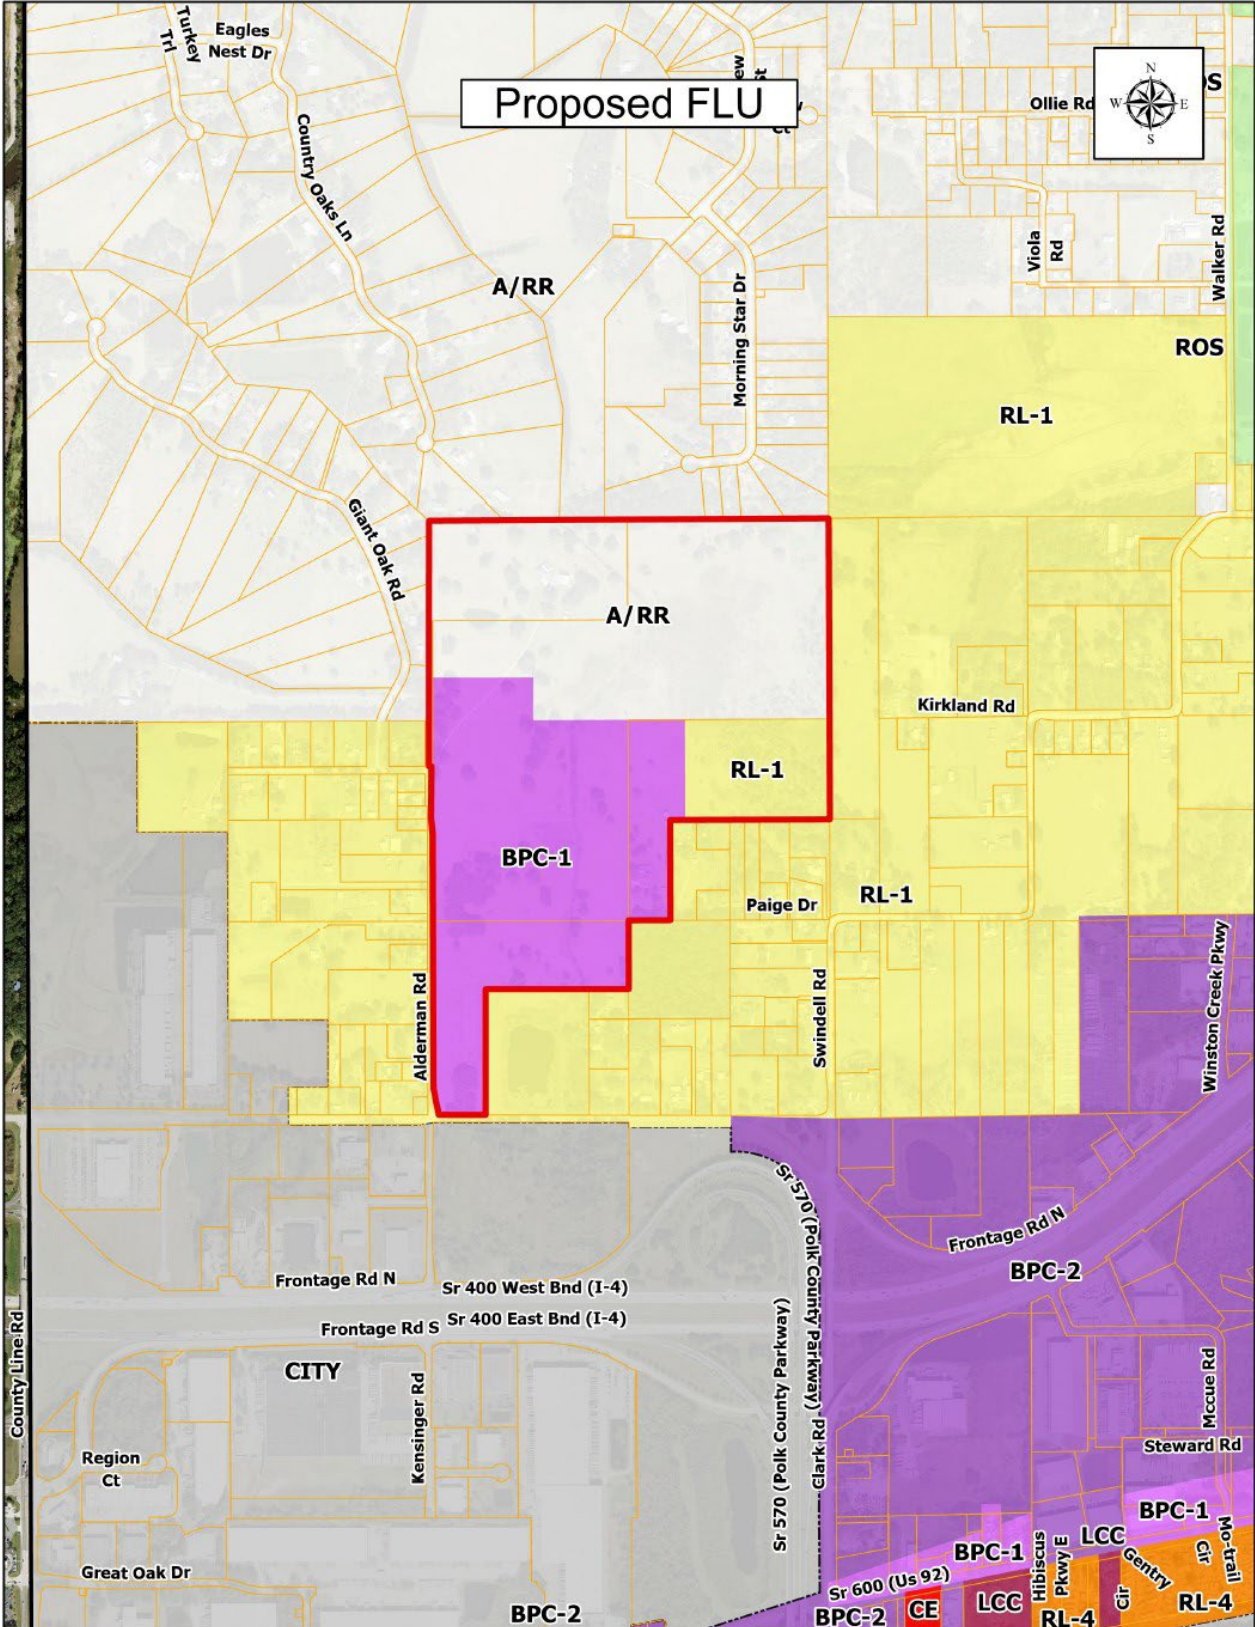 Turkey
Trl
Eagles
Nest Dr
Country Oaks Ln
Proposed FLU
ew
St
Ct
Ollie Rd
OS
N
W
E
S
Viola
Rd
Walker Rd
A/RR
Morning Star Dr
ROS
RL-1
Giant Oak Rd
A/RR
Kirkland Rd
RL-1
BPC-1
Paige Dr
RL-1
Alderman Rd
Swindell Rd
Winston Creek Pkwy
Sr 570 (Polk County Parkway)
Frontage Rd N
BPC-2
Frontage Rd N
Sr 400 West Bnd (I-4)
Sr 400 East Bnd (I-4)
Frontage Rd S
County Line Rd
CITY
Kensinger Rd
Sr 570 (Polk County Parkway)
Clark Rd
Mccue Rd
Steward Rd
Region
Ct
BPC-1
LCC
BPC-1
Hibiscus
Pkwy E
Gentry
Cir
Mo-trail
Cir
Great Oak Dr
Sr 600 (Us 92)
BPC-2
BPC-2
CE
LCC
RL-4
RL-4